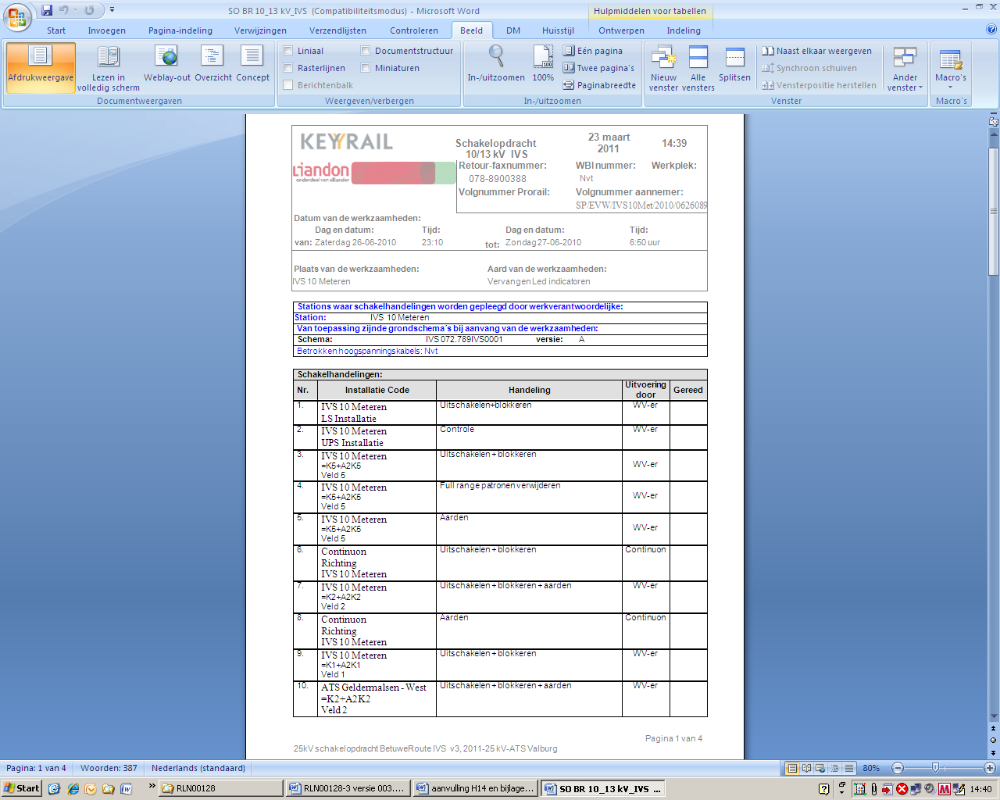 SO BR 10_13 kV_IVS (Compatibiliteitsmodus) - Microsoft Word
Hulpmiddelen voor tabellen
Start Invoegen Pagina-indeling Verwijzingen Verzendlijsten Controleren Beeld DM Huisstijl Ontwerpen Indeling
Afdrukweergave
Lezen in volledig scherm
Weblay-out
Overzicht
Concept
Documentweergaven
Liniaal
Rasterlijnen
Berichtenbalk
Documentstructuur
Miniaturen
Weergeven/verbergen
In-/uitzoomen
100%
Eén pagina
Twee pagina's
Paginabreedte
In-/uitzoomen
Nieuw venster
Alle vensters
Splitsen
Naast elkaar weergeven
Synchroon schuiven
Vensterpositie herstellen
Ander venster
Venster
Macro's
Macro's
KEYRAIL
Liandon
onderdeel van alliander
Schakelopdracht
10/13 kV IVS
23 maart
2011
14:39
Retour-faxnummer: WBI nummer: Werkplek:
078-8900388 Nvt
Volgnummer Prorail: Volgnummer aannemer:
SP/EVW/IVS10Met/2010/0626089
Datum van de werkzaamheden:
Dag en datum: Tijd: Dag en datum: Tijd:
van: Zaterdag 26-06-2010 23:10 tot: Zondag 27-06-2010 6:50 uur
Plaats van de werkzaamheden: Aard van de werkzaamheden:
IVS 10 Meteren Vervangen Led indicatoren
Stations waar schakelhandelingen worden gepleegd door werkverantwoordelijke:
Station: IVS 10 Meteren
Van toepassing zijnde grondschema's bij aanvang van de werkzaamheden:
Schema: IVS 072.789IVS0001 versie: A
Betrokken hoogspanningskabels: Nvt
Schakelhandelingen:
Nr. Installatie Code Handeling Uitvoering door Gereed
1. IVS 10 Meteren Uitschakelen+blokkeren WV-er
LS Installatie
2. IVS 10 Meteren Controle WV-er
UPS Installatie
3. IVS 10 Meteren Uitschakelen + blokkeren
=K5+A2K5 WV-er
Veld 5
4. IVS 10 Meteren Full range patronen verwijderen
=K5+A2K5 WV-er
Veld 5
5. IVS 10 Meteren Aarden
=K5+A2K5 WV-er
Veld 5
6. Continuon Uitschakelen + blokkeren Continuon
Richting
IVS 10 Meteren
7. IVS 10 Meteren Uitschakelen + blokkeren + aarden WV-er
=K2+A2K2
Veld 2
8. Continuon Aarden Continuon
Richting
IVS 10 Meteren
9. IVS 10 Meteren Uitschakelen + blokkeren WV-er
=K1+A2K1
Veld 1
10. ATS Geldermalsen - West Uitschakelen + blokkeren + aarden WV-er
=K2+A2K2
Veld 2
Pagina 1 van 4
25kV schakelopdracht BetuweRoute IVS v3, 2011-25 kV-ATS Valburg
Pagina: 1 van 4 Woorden: 387 Nederlands (standaard) 80%
Start RLN00128 RLN00128-3 versie 003.... aanvulling H14 en bijlage... SO BR 10_13 kV_IVS ... 14:40